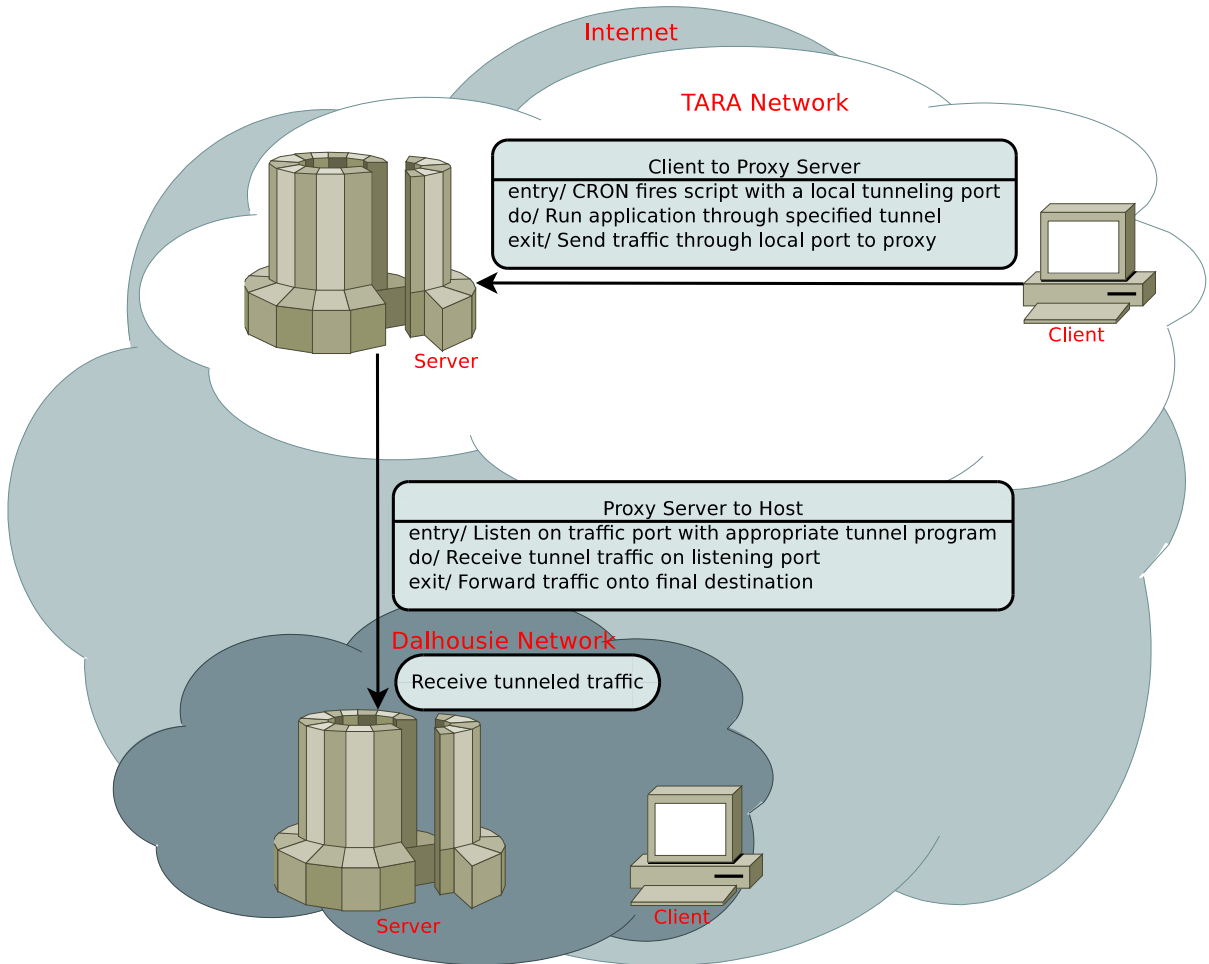 Internet
TARA Network
Client to Proxy Server
entry/ CRON fires script with a local tunneling port
do/ Run application through specified tunnel
exit/ Send traffic through local port to proxy
Server
Client
Proxy Server to Host
entry/ Listen on traffic port with appropriate tunnel program
do/ Receive tunnel traffic on listening port
exit/ Forward traffic onto final destination
Dalhousie Network
Receive tunneled traffic
Server
Client